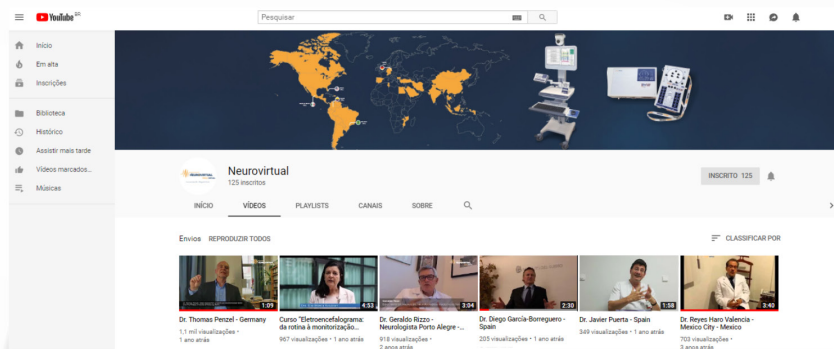 YouTube BR
Pesquisar
Início
Em alta
Inscrições
Biblioteca
Histórico
Assistir mais tarde
Vídeos marcados...
Músicas
NEUROVIRTUAL
Neurovirtual
125 inscritos
INSCRITO 125
INÍCIO VÍDEOS PLAYLISTS CANAIS SOBRE
Envios REPRODUZIR TODOS
CLASSIFICAR POR
1:09
4:53
3:04
2:30
1:58
3:40
Dr. Thomas Penzel - Germany
1,1 mil visualizações •
1 ano atrás
Curso "Eletroencefalograma:
da rotina à monitorização...
967 visualizações • 1 ano atrás
Dr. Geraldo Rizzo -
Neurologista Porto Alegre -...
918 visualizações •
2 anos atrás
Dr. Diego García-Borreguero -
Spain
205 visualizações • 1 ano atrás
Dr. Javier Puerta - Spain
349 visualizações • 1 ano atrás
Dr. Reyes Haro Valencia -
Mexico City - Mexico
703 visualizações •
3 anos atrás